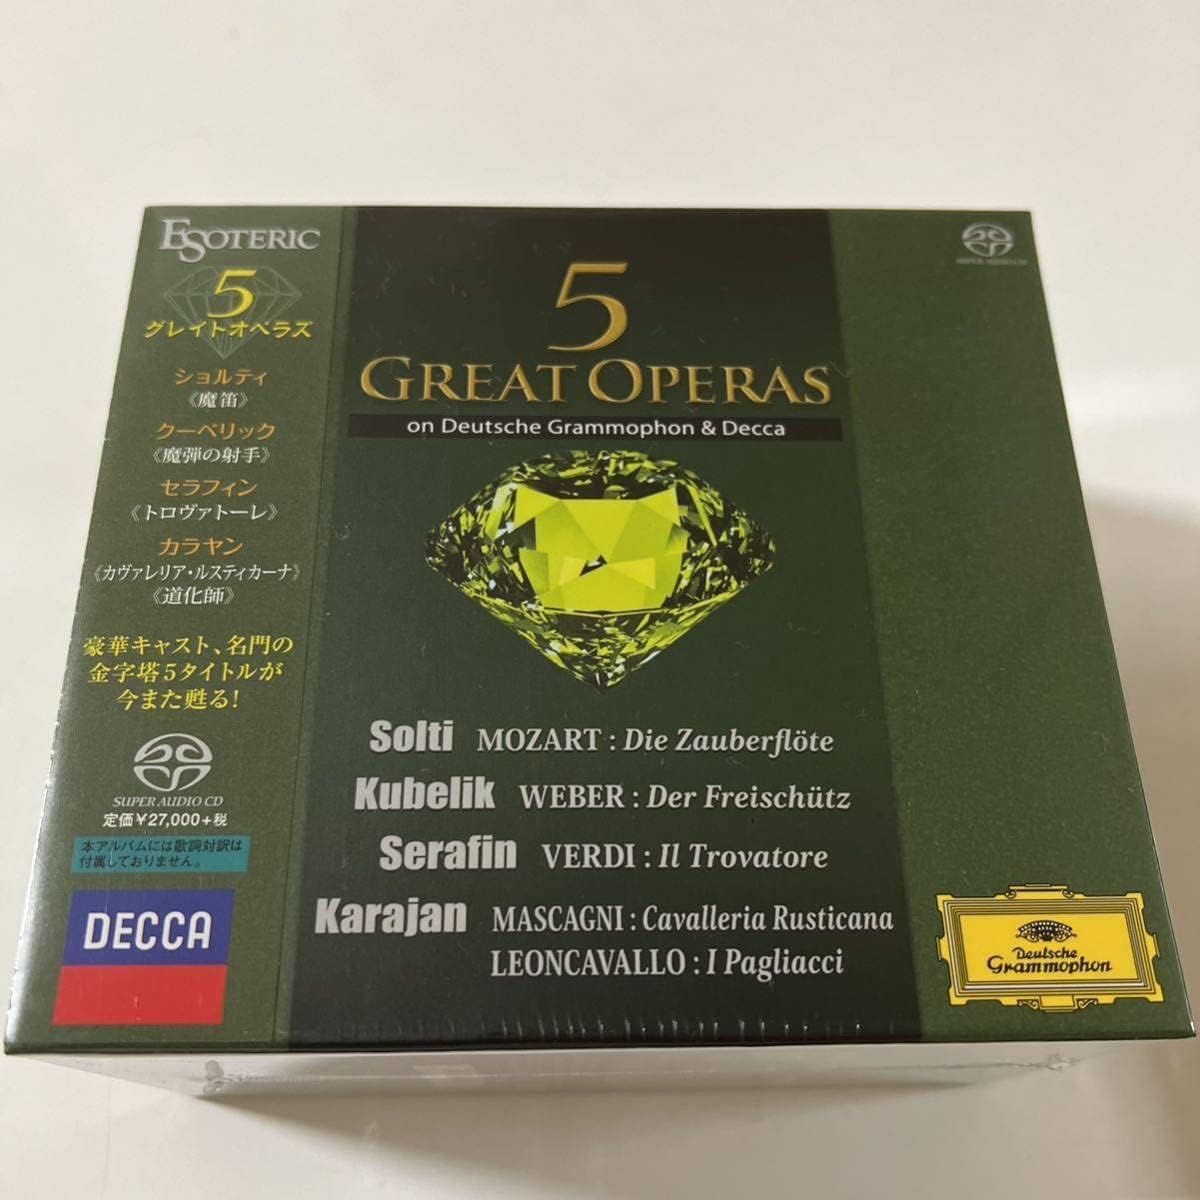 ESOTERIC
5
グレイトオペラズ
ショルティ
《魔笛》
クーベリック
《魔弾の射手》
セラフィン
《トロヴァトーレ》
カラヤン
《カヴァレリア・ルスティカーナ》
《道化師》
豪華キャスト、名門の
金字塔5タイトルが
今また甦る!
SUPER AUDIO CD
定価¥27,000+税
本アルバムには歌詞対訳は
付属しておりません。
DECCA
5
GREAT OPERAS
on Deutsche Grammophon & Decca
Solti MOZART : Die Zauberflöte
Kubelik WEBER : Der Freischütz
Serafin VERDI : Il Trovatore
Karajan MASCAGNI : Cavalleria Rusticana
LEONCAVALLO : I Pagliacci
SUPER AUDIO CD
Deutsche
Grammophon